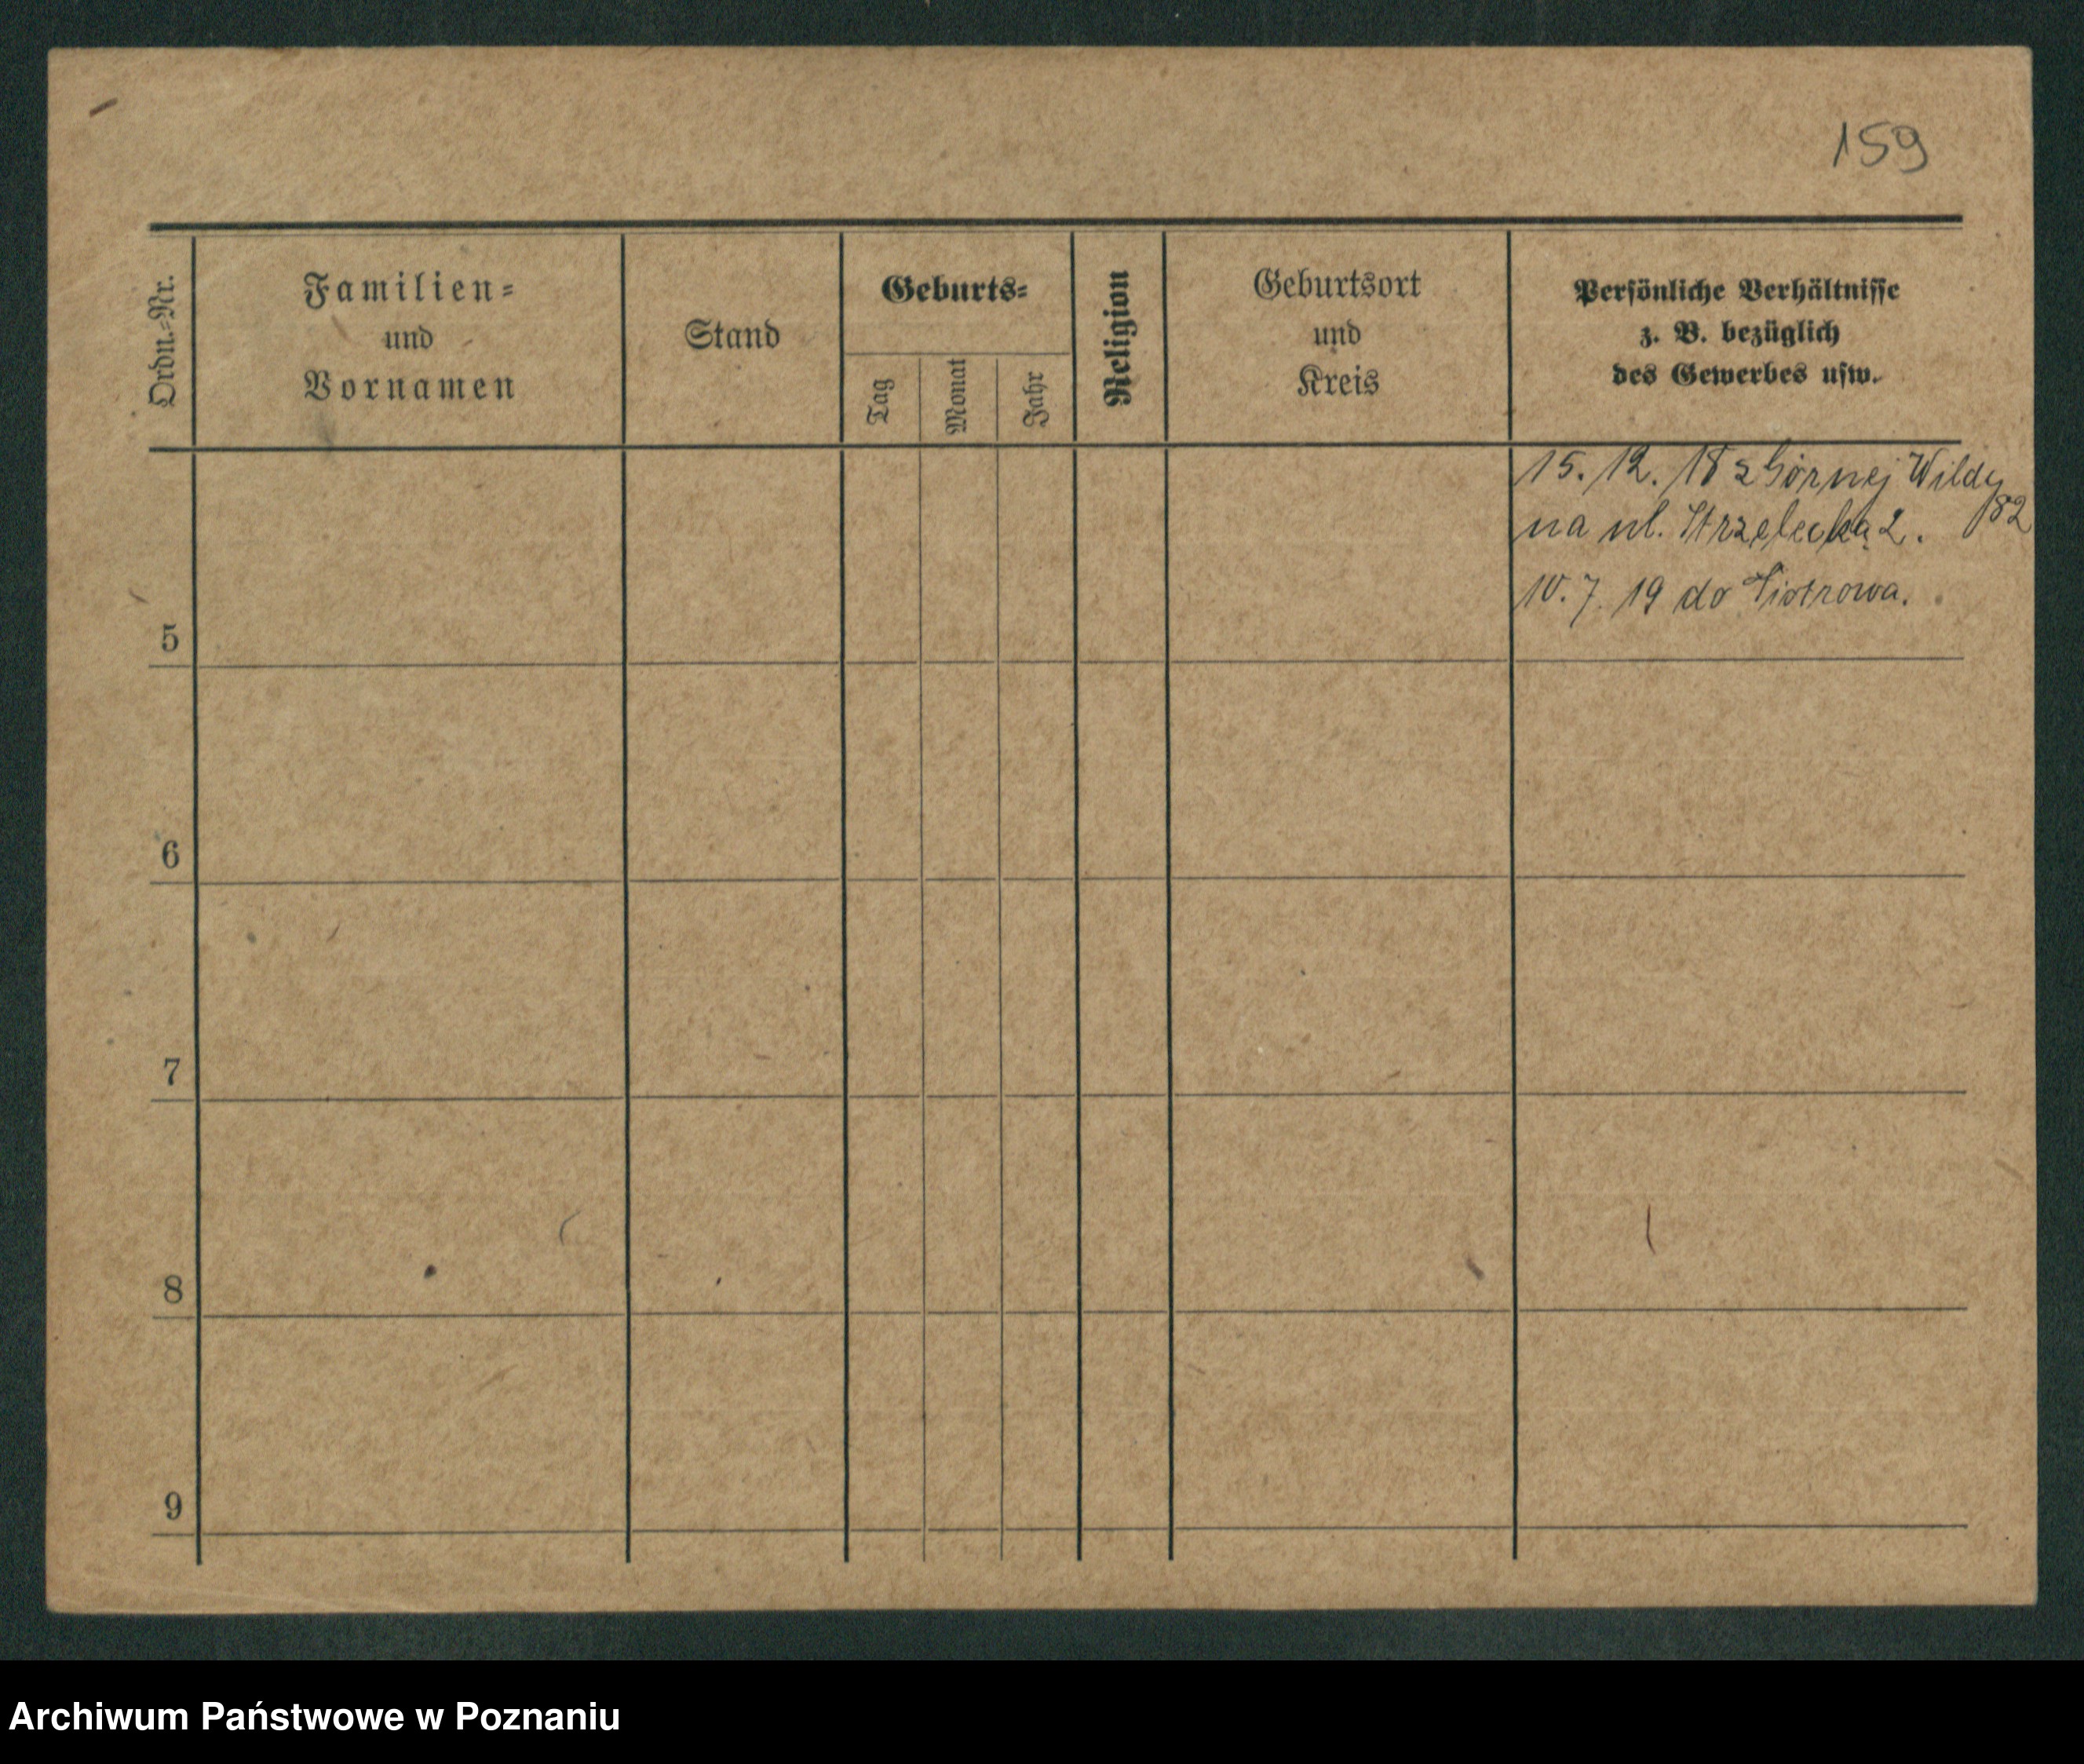 159
Ordn.-Nr.
Familien-
und
Vornamen
Stand
Geburts-
Tag
Monat
Jahr
Religion
Geburtsort
und
Kreis
Persönliche Verhältnisse
z. B. bezüglich
des Gewerbes usw.
15. 12. 18 z Górnej Wildy
82
na ul. Strzelecką 2.
10. 7. 19 do Piotrowa.
5
6
7
8
9
Archiwum Państwowe w Poznaniu